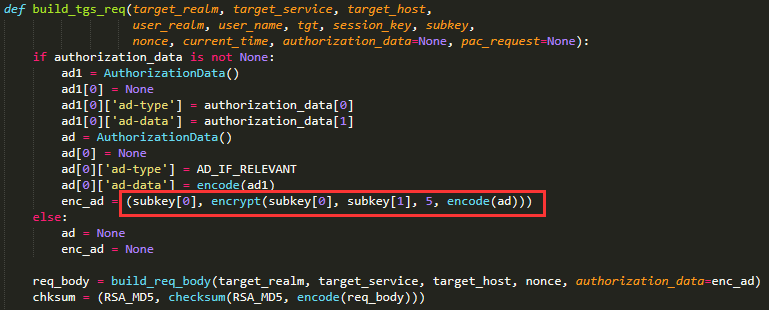 def build_tgs_req(target_realm, target_service, target_host,
user_realm, user_name, tgt, session_key, subkey,
nonce, current_time, authorization_data=None, pac_request=None):
if authorization_data is not None:
ad1 = AuthorizationData()
ad1[0] = None
ad1[0]['ad-type'] = authorization_data[0]
ad1[0]['ad-data'] = authorization_data[1]
ad = AuthorizationData()
ad[0] = None
ad[0]['ad-type'] = AD_IF_RELEVANT
ad[0]['ad-data'] = encode(ad1)
enc_ad = (subkey[0], encrypt(subkey[0], subkey[1], 5, encode(ad)))
else:
ad = None
enc_ad = None
req_body = build_req_body(target_realm, target_service, target_host, nonce, authorization_data=enc_ad)
chksum = (RSA_MD5, checksum(RSA_MD5, encode(req_body)))